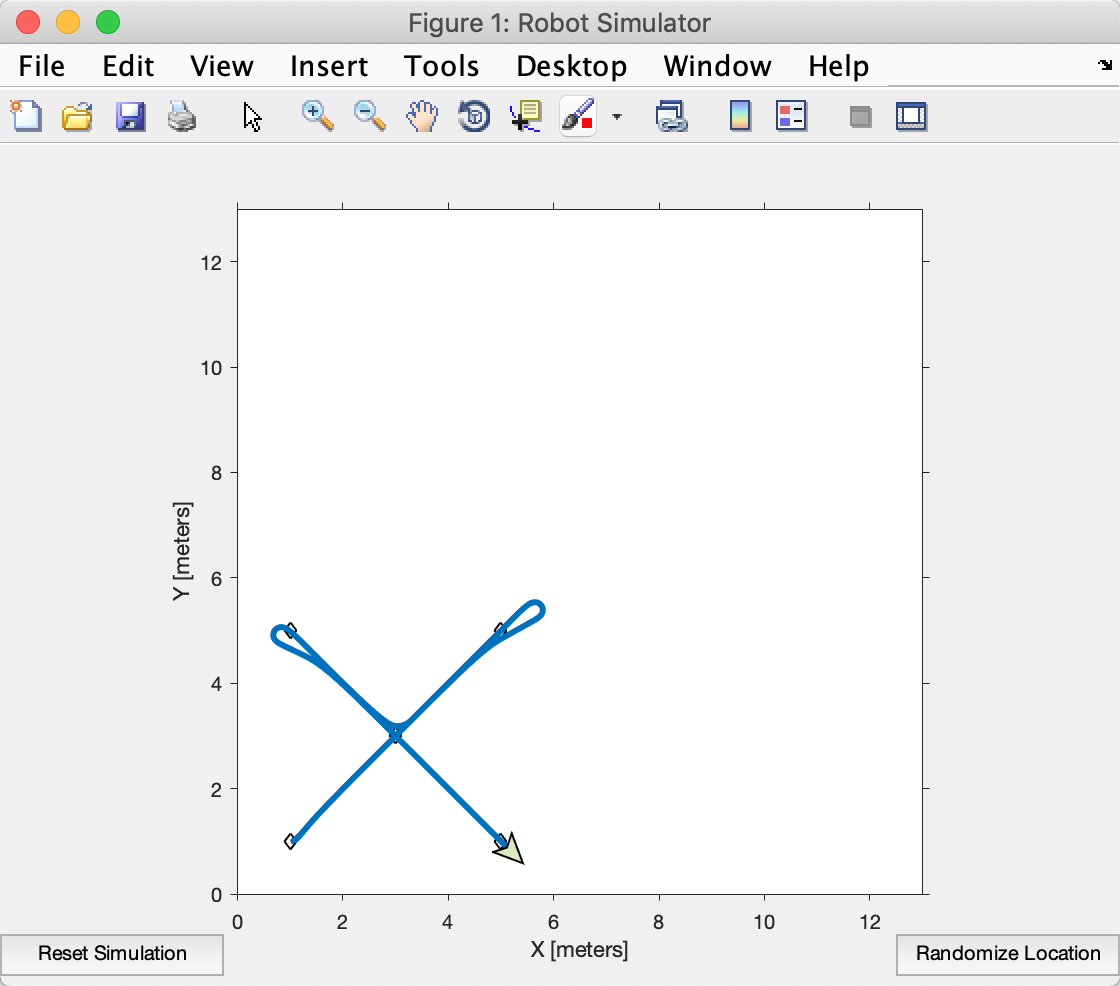 Figure 1: Robot Simulator
File Edit View Insert Tools Desktop Window Help
12
10
8
6
4
2
0
Y [meters]
0 2 4 6 8 10 12
X [meters]
Reset Simulation
Randomize Location